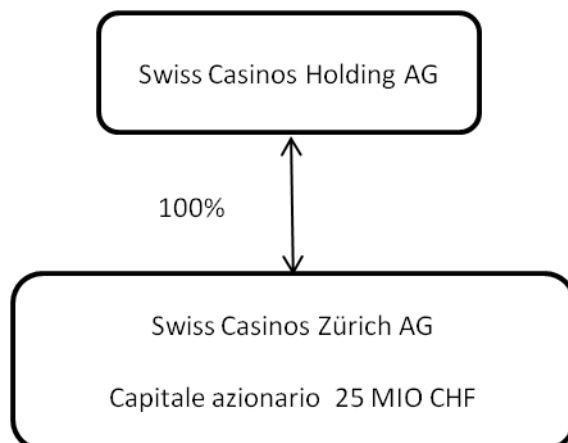 Swiss Casinos Holding AG
100%
Swiss Casinos Zürich AG
Capitale azionario 25 MIO CHF